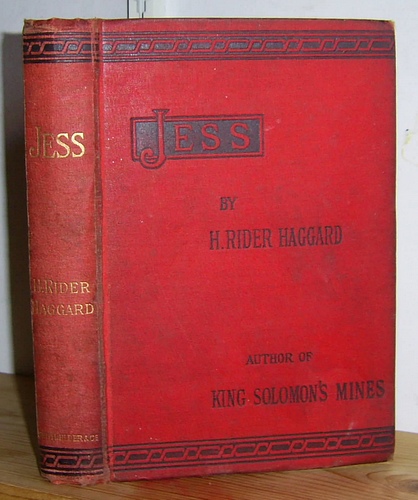 JESS
H. RIDER
HAGGARD
JESS
BY
H. RIDER HAGGARD
AUTHOR OF
KING SOLOMON'S MINES